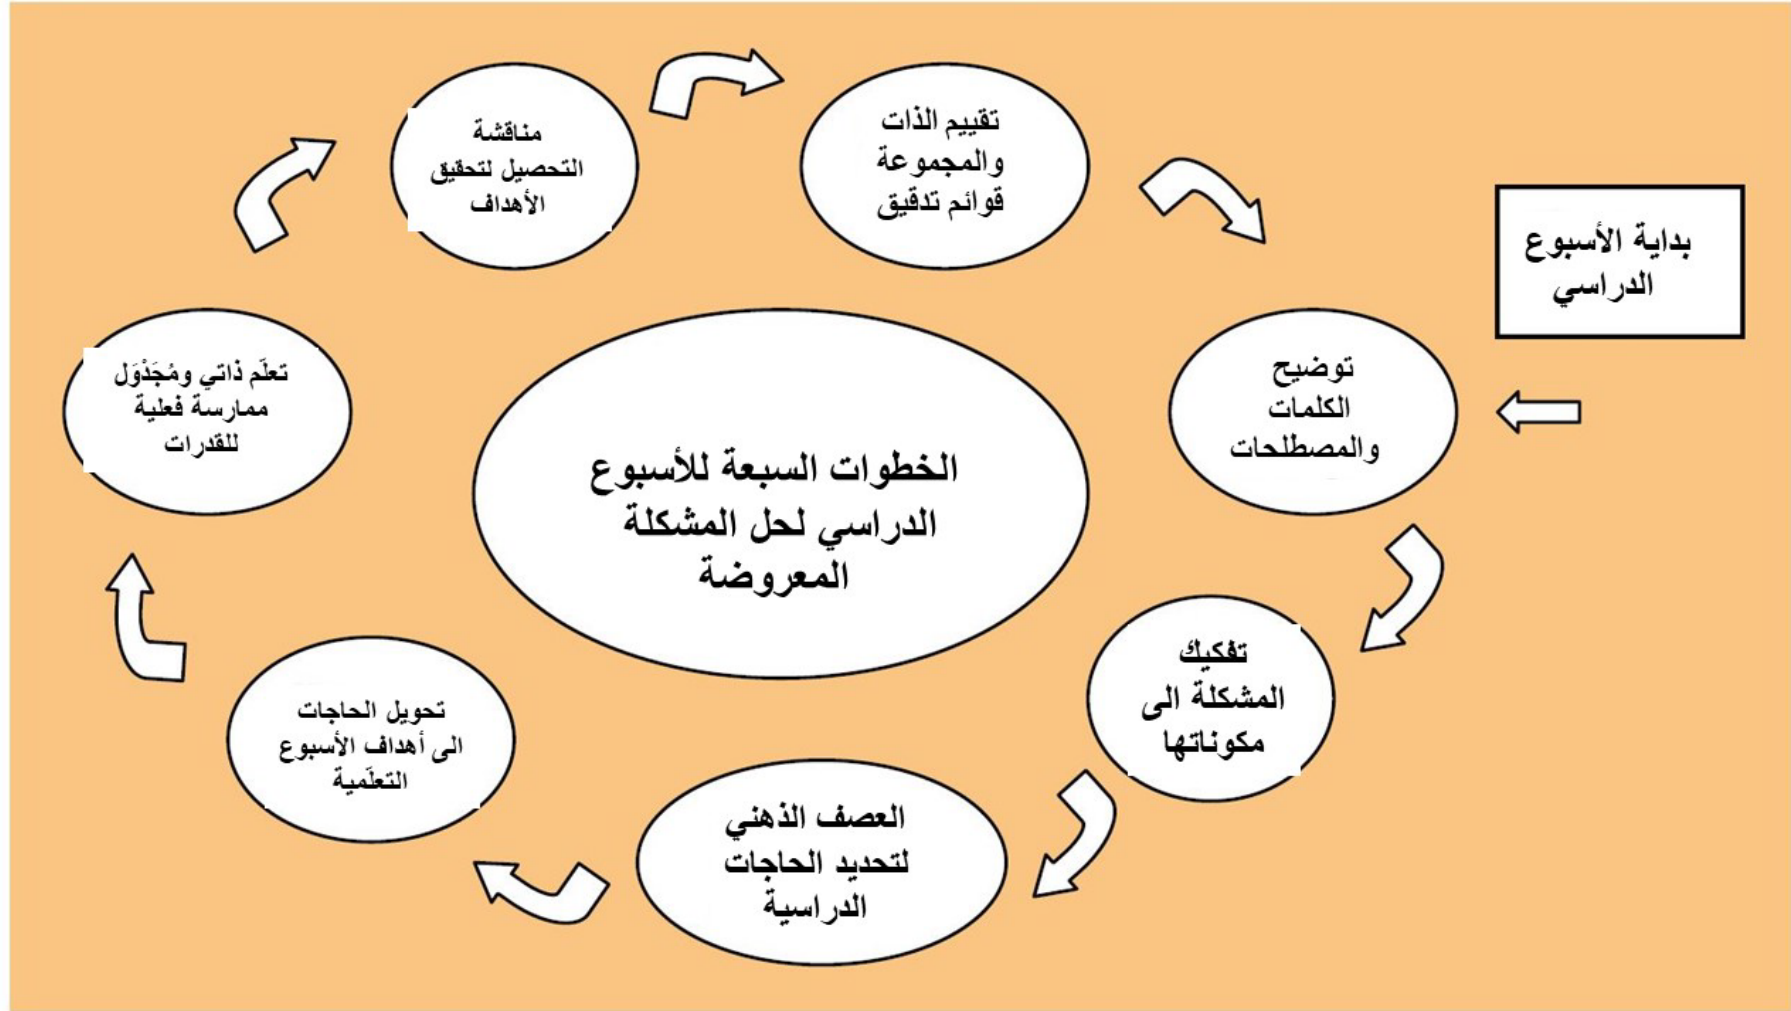 بداية الأسبوع
الدراسي
توضيح
الكلمات
والمصطلحات
تفكيك
المشكلة الى
مكوناتها
العصف الذهني
لتحديد الحاجات
الدراسية
تحويل الحاجات
الى أهداف الأسبوع
التعلّمية
تعلّم ذاتي ومُجَدْوَل
ممارسة فعلية
للقدرات
مناقشة
التحصيل لتحقيق
الأهداف
تقييم الذات
والمجموعة
قوائم تدقيق
الخطوات السبعة للأسبوع
الدراسي لحل المشكلة
المعروضة